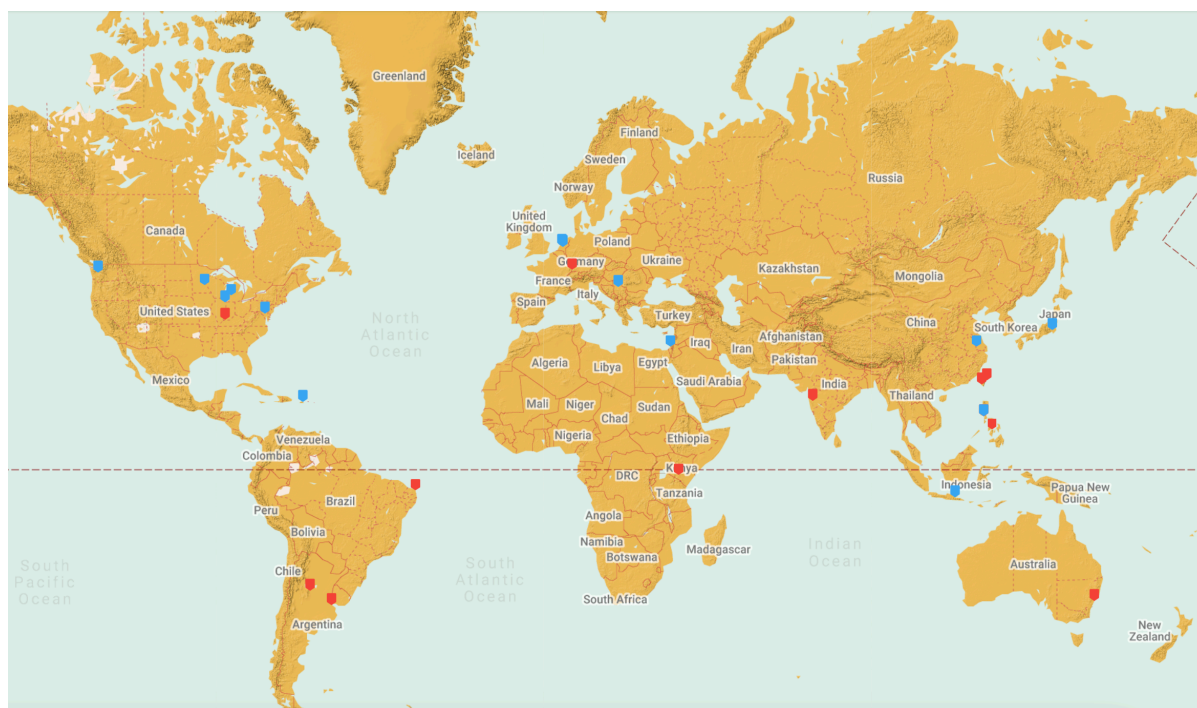 Greenland
Iceland
Finland
Sweden
Norway
Russia
United
Kingdom
Canada
Poland
Germany
Ukraine
France
Kazakhstan
Mongolia
Italy
Spain
United States
North
Atlantic
Ocean
Turkey
China
South Korea
Japan
Iraq
Iran
Afghanistan
Pakistan
Algeria
Libya
Egypt
Saudi Arabia
India
Mexico
Thailand
Mali
Niger
Chad
Sudan
Nigeria
Ethiopia
Venezuela
Colombia
DRC
Kenya
Tanzania
Indonesia
Papua New
Guinea
Peru
Brazil
Angola
Bolivia
Namibia
Botswana
Madagascar
Indian
Ocean
Chile
South
Pacific
Ocean
South
Atlantic
Ocean
Australia
South Africa
Argentina
New
Zealand